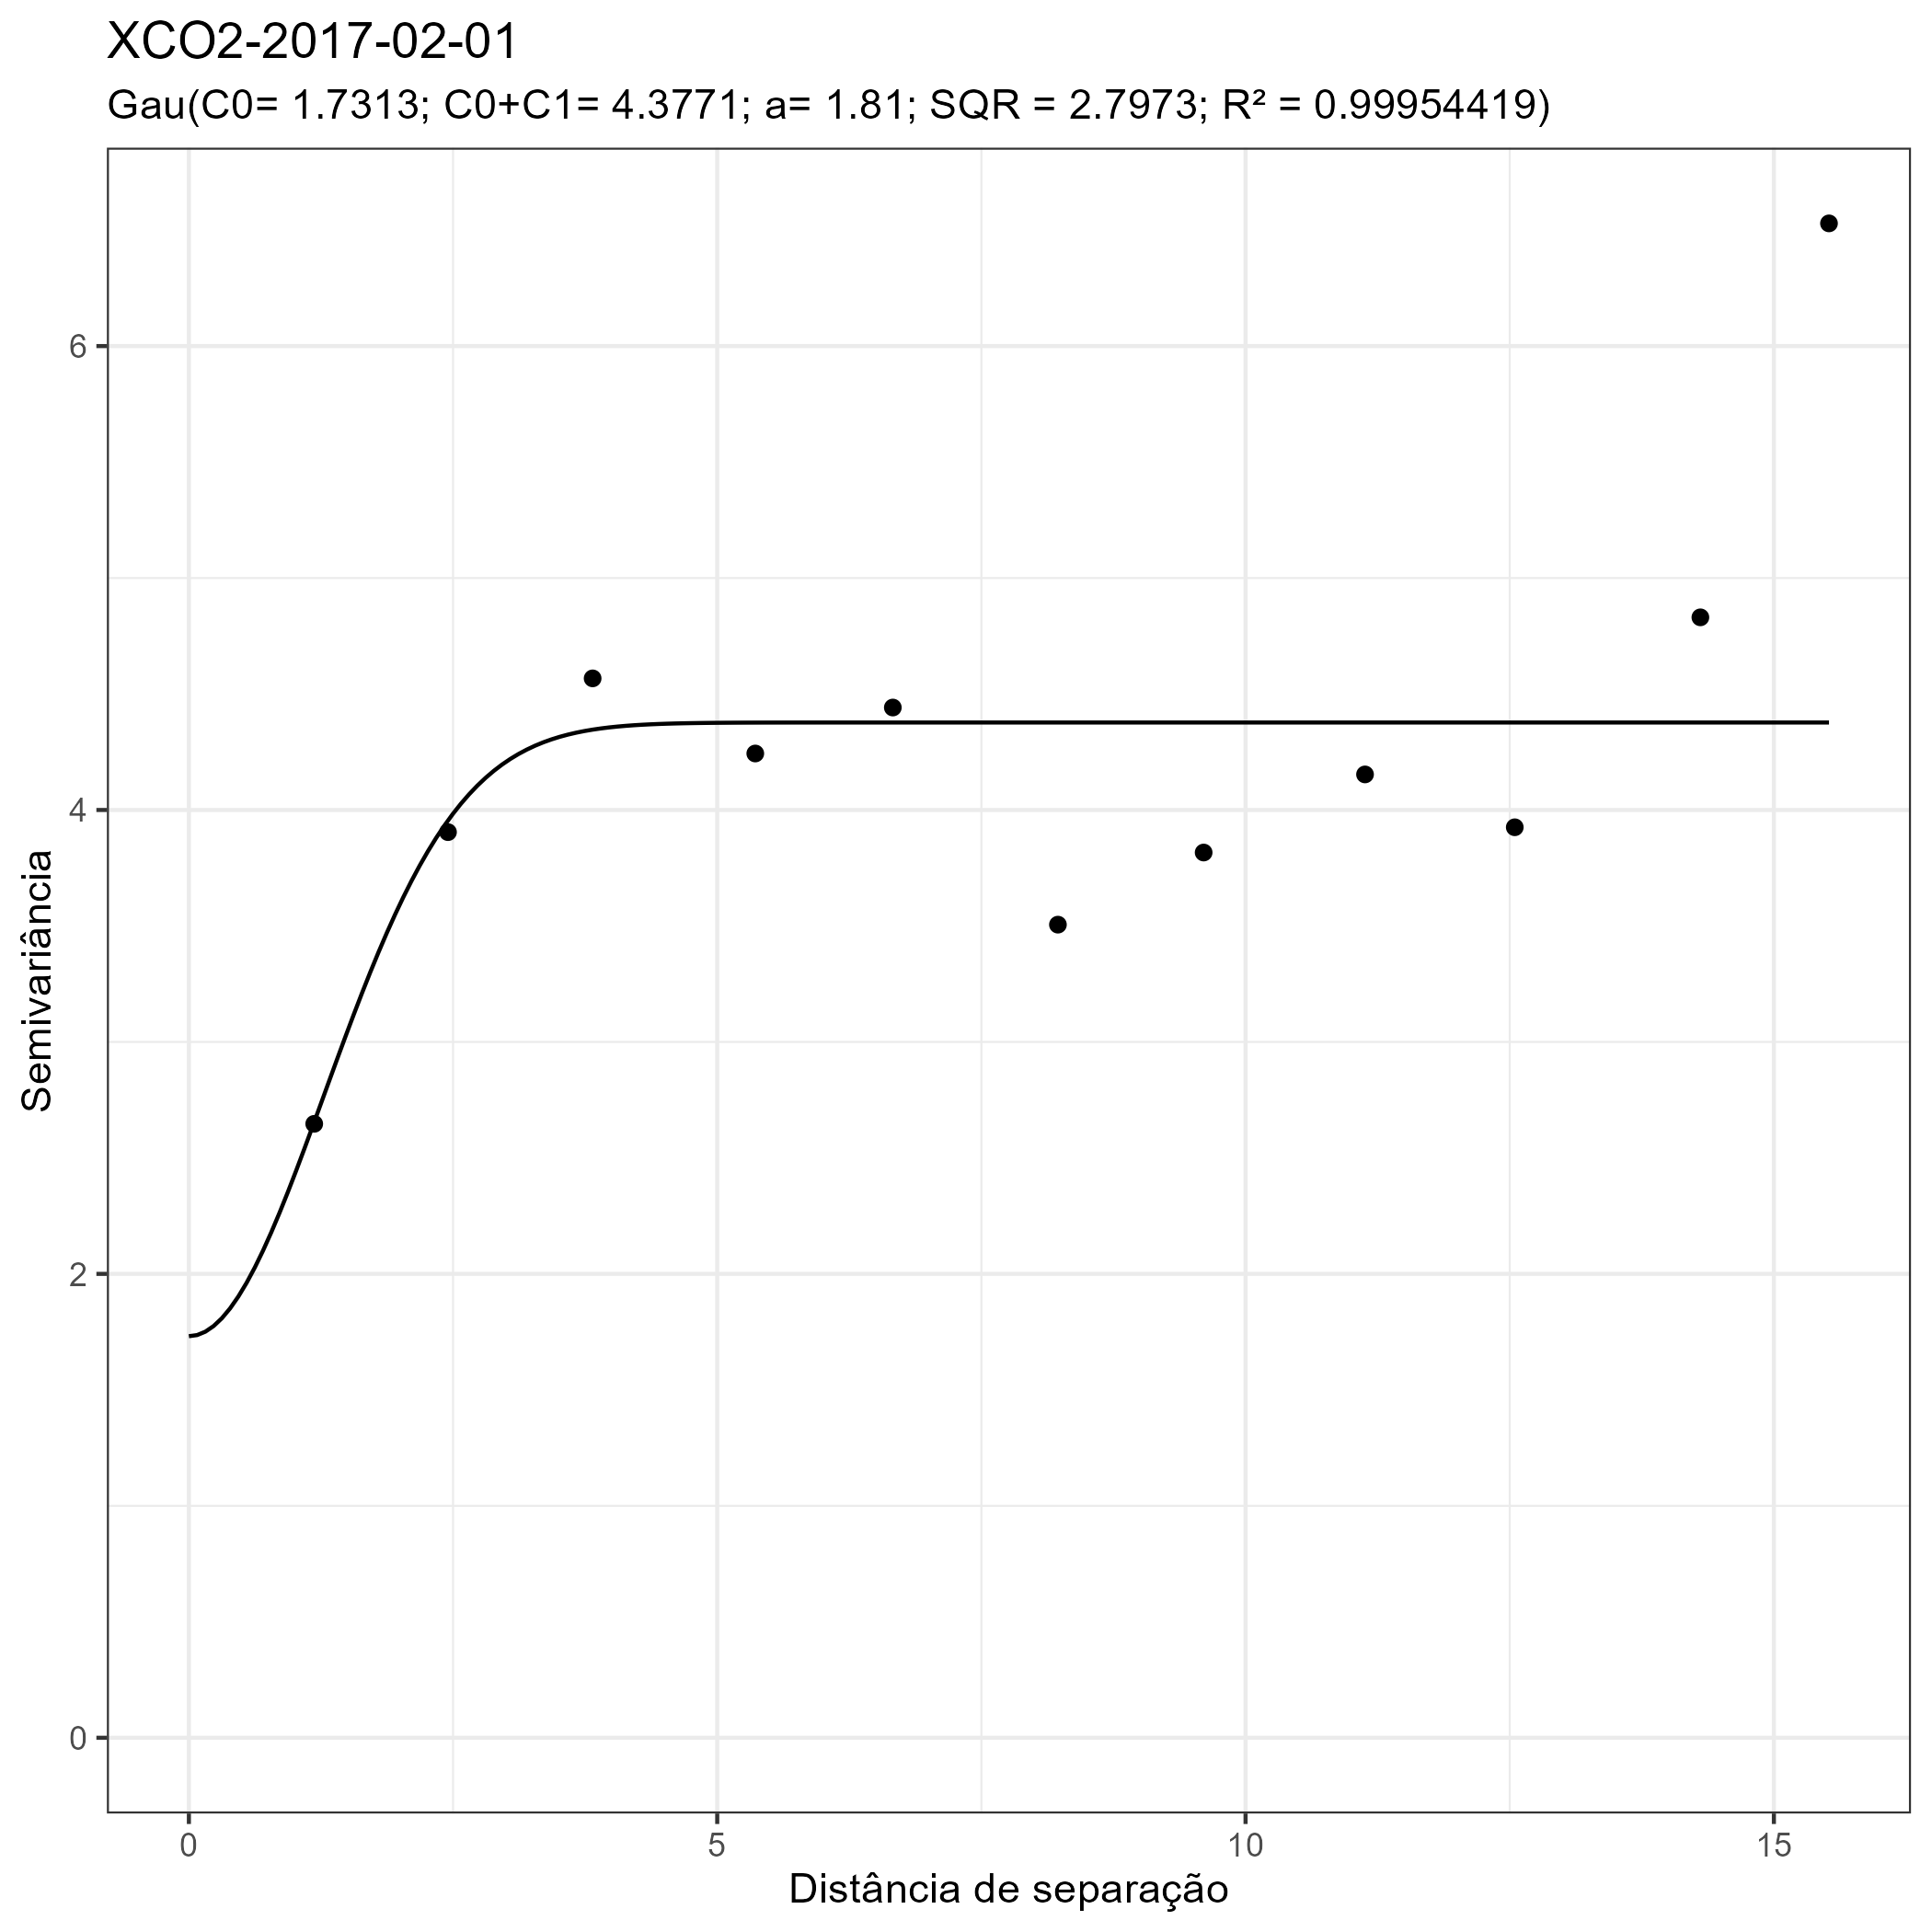 XCO2-2017-02-01
Gau(C0= 1.7313; C0+C1= 4.3771; a= 1.81; SQR = 2.7973; R² = 0.99954419)
Semivariância
6
4
2
0
0 5 10 15
Distância de separação